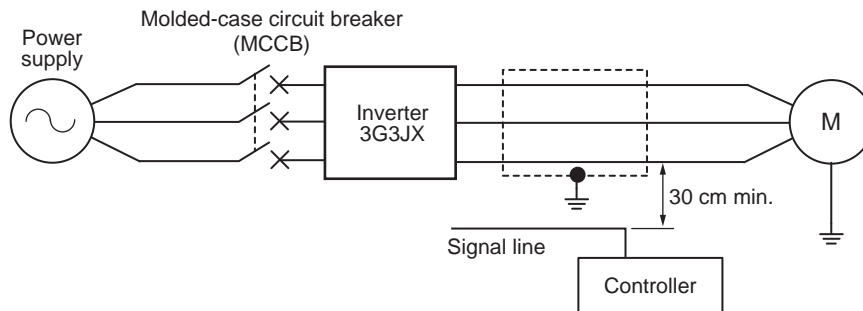 Molded-case circuit breaker
(MCCB)
Power
supply
Inverter
3G3JX
M
30 cm min.
Signal line
Controller